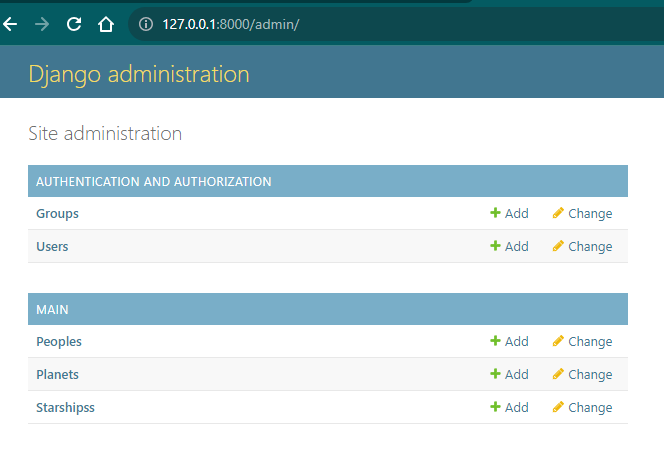 127.0.0.1:8000/admin/
Django administration
Site administration
AUTHENTICATION AND AUTHORIZATION
Groups Add Change
Users Add Change
MAIN
Peoples Add Change
Planets Add Change
Starshipss Add Change